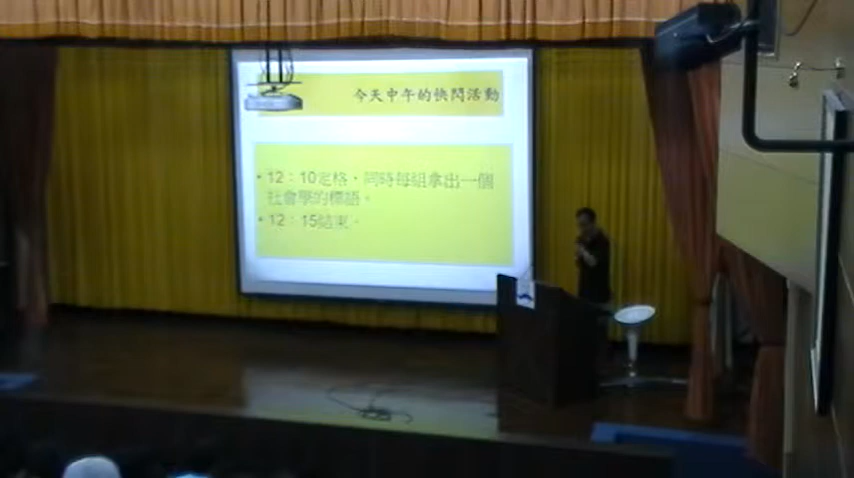 今天中午的快閃活動
• 12：10定格，同時每組拿出一個
社會學的標語。
• 12：15結束。